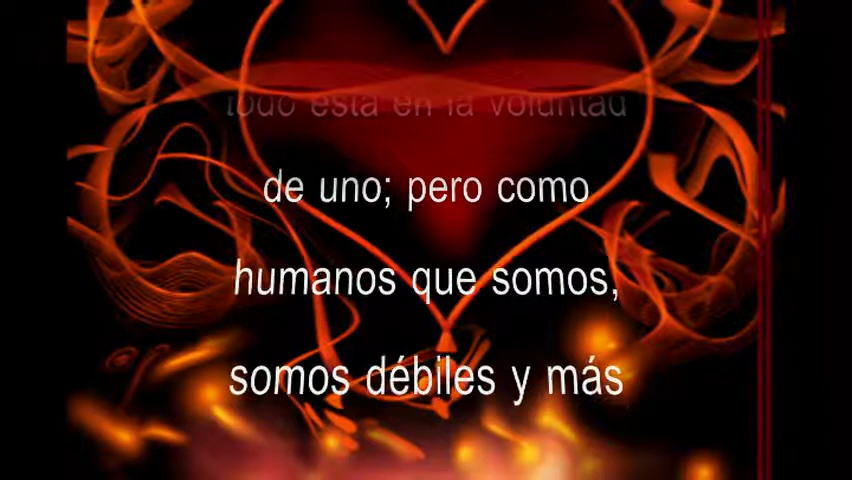 todo está en la voluntad
de uno; pero como
humanos que somos,
somos débiles y más